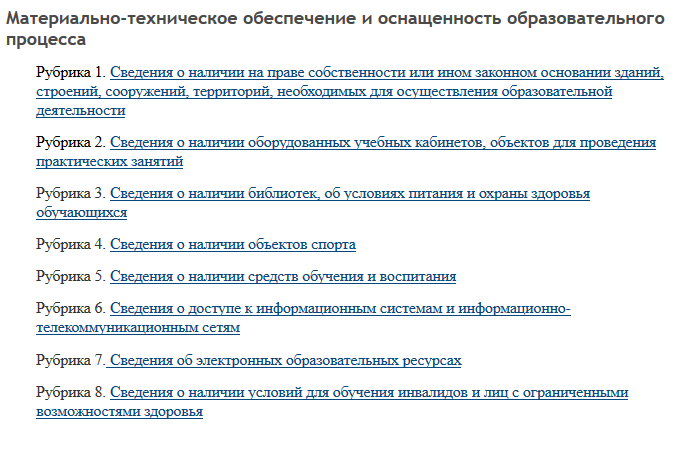 Материально-техническое обеспечение и оснащенность образовательного
процесса
Рубрика 1. Сведения о наличии на праве собственности или ином законном основании зданий,
строений, сооружений, территорий, необходимых для осуществления образовательной
деятельности
Рубрика 2. Сведения о наличии оборудованных учебных кабинетов, объектов для проведения
практических занятий
Рубрика 3. Сведения о наличии библиотек, об условиях питания и охраны здоровья
обучающихся
Рубрика 4. Сведения о наличии объектов спорта
Рубрика 5. Сведения о наличии средств обучения и воспитания
Рубрика 6. Сведения о доступе к информационным системам и информационно-
телекоммуникационным сетям
Рубрика 7. Сведения об электронных образовательных ресурсах
Рубрика 8. Сведения о наличии условий для обучения инвалидов и лиц с ограниченными
возможностями здоровья